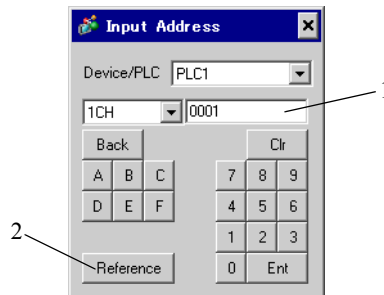 Input Address
Device/PLC PLC1
1CH 0001 1
Back Clr
A B C 7 8 9
D E F 4 5 6
1 2 3
2 Reference 0 Ent